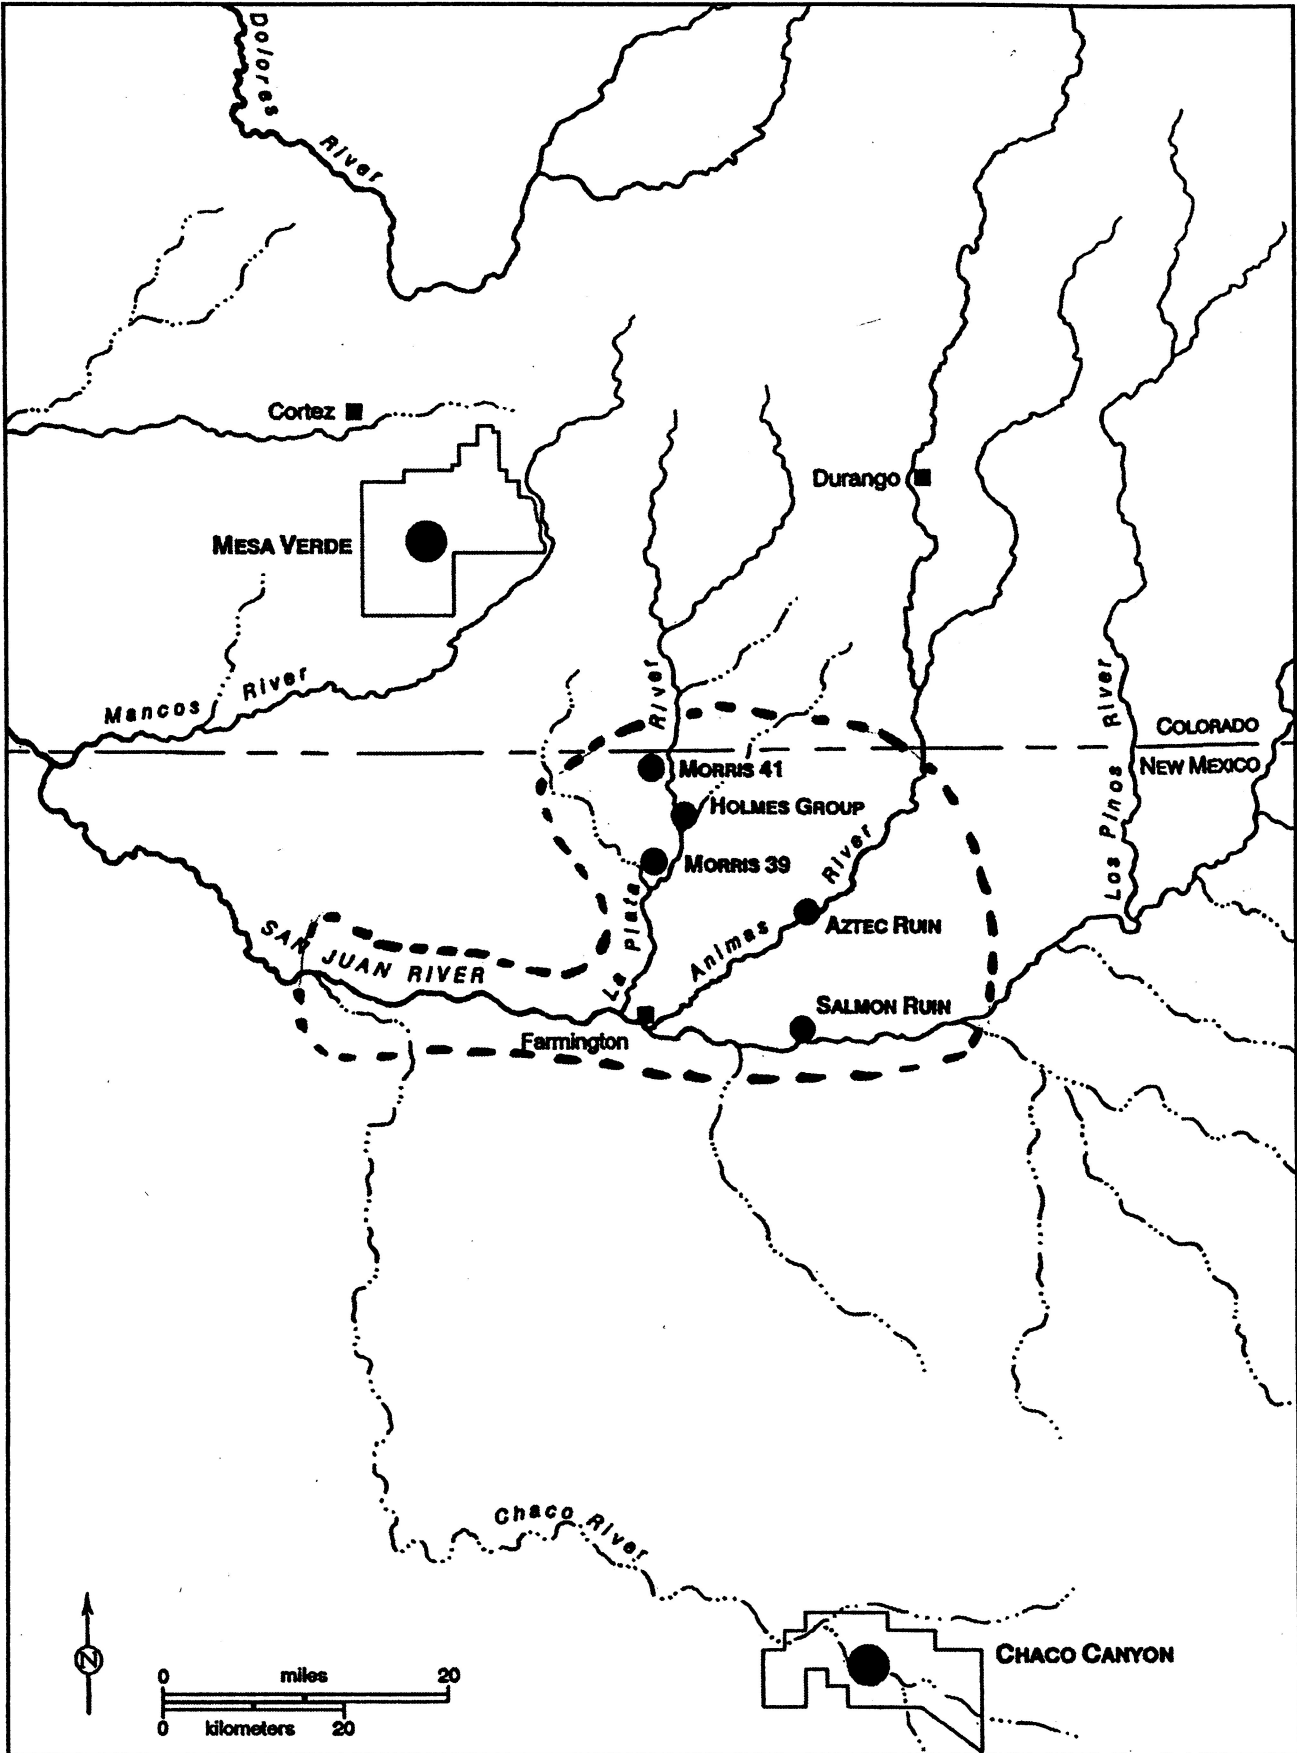 Dolores
River
Cortez
Durango
MESA VERDE
Mancos River
River
Los Pinos River
COLORADO
NEW MEXICO
MORRIS 41
HOLMES GROUP
MORRIS 39
La Plata
Animas River
AZTEC RUIN
SAN JUAN RIVER
SALMON RUIN
Farmington
Chaco River
CHACO CANYON
N
0 miles 20
0 kilometers 20